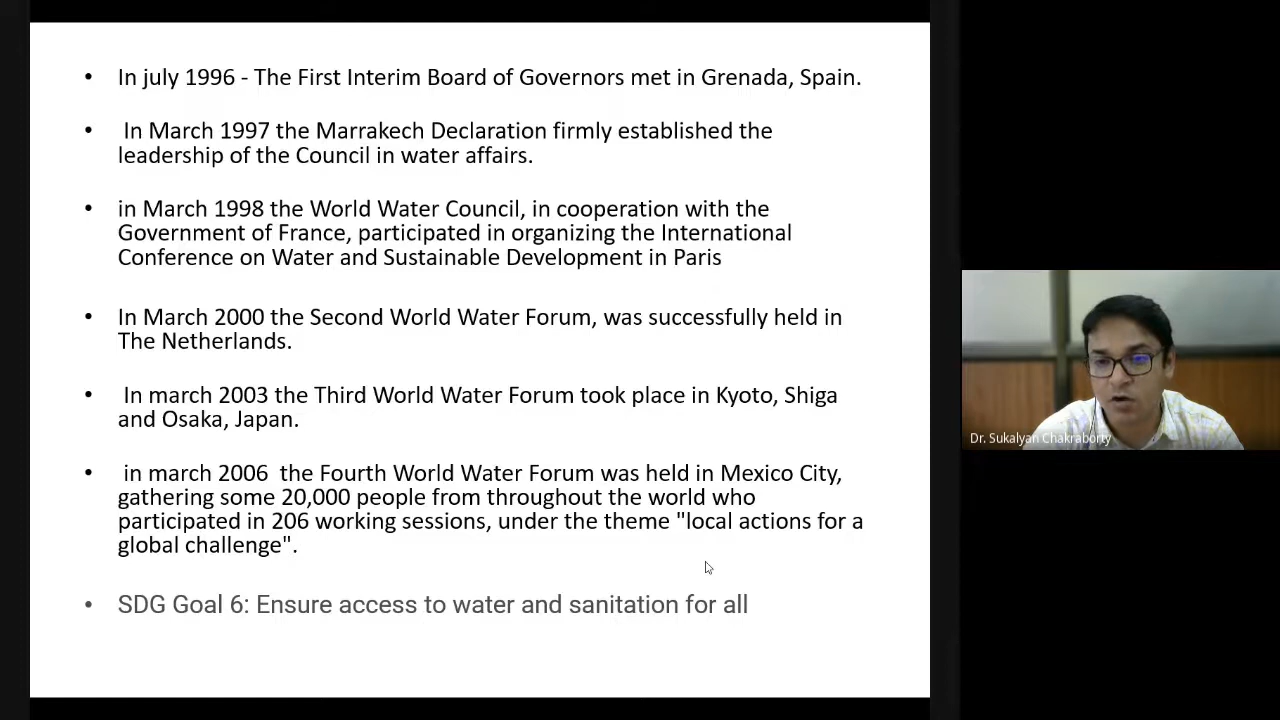 • In july 1996 - The First Interim Board of Governors met in Grenada, Spain.
• In March 1997 the Marrakech Declaration firmly established the
leadership of the Council in water affairs.
• in March 1998 the World Water Council, in cooperation with the
Government of France, participated in organizing the International
Conference on Water and Sustainable Development in Paris
• In March 2000 the Second World Water Forum, was successfully held in
The Netherlands.
• In march 2003 the Third World Water Forum took place in Kyoto, Shiga
and Osaka, Japan.
• in march 2006 the Fourth World Water Forum was held in Mexico City,
gathering some 20,000 people from throughout the world who
participated in 206 working sessions, under the theme "local actions for a
global challenge".
• SDG Goal 6: Ensure access to water and sanitation for all
Dr. Sukalyan Chakraborty